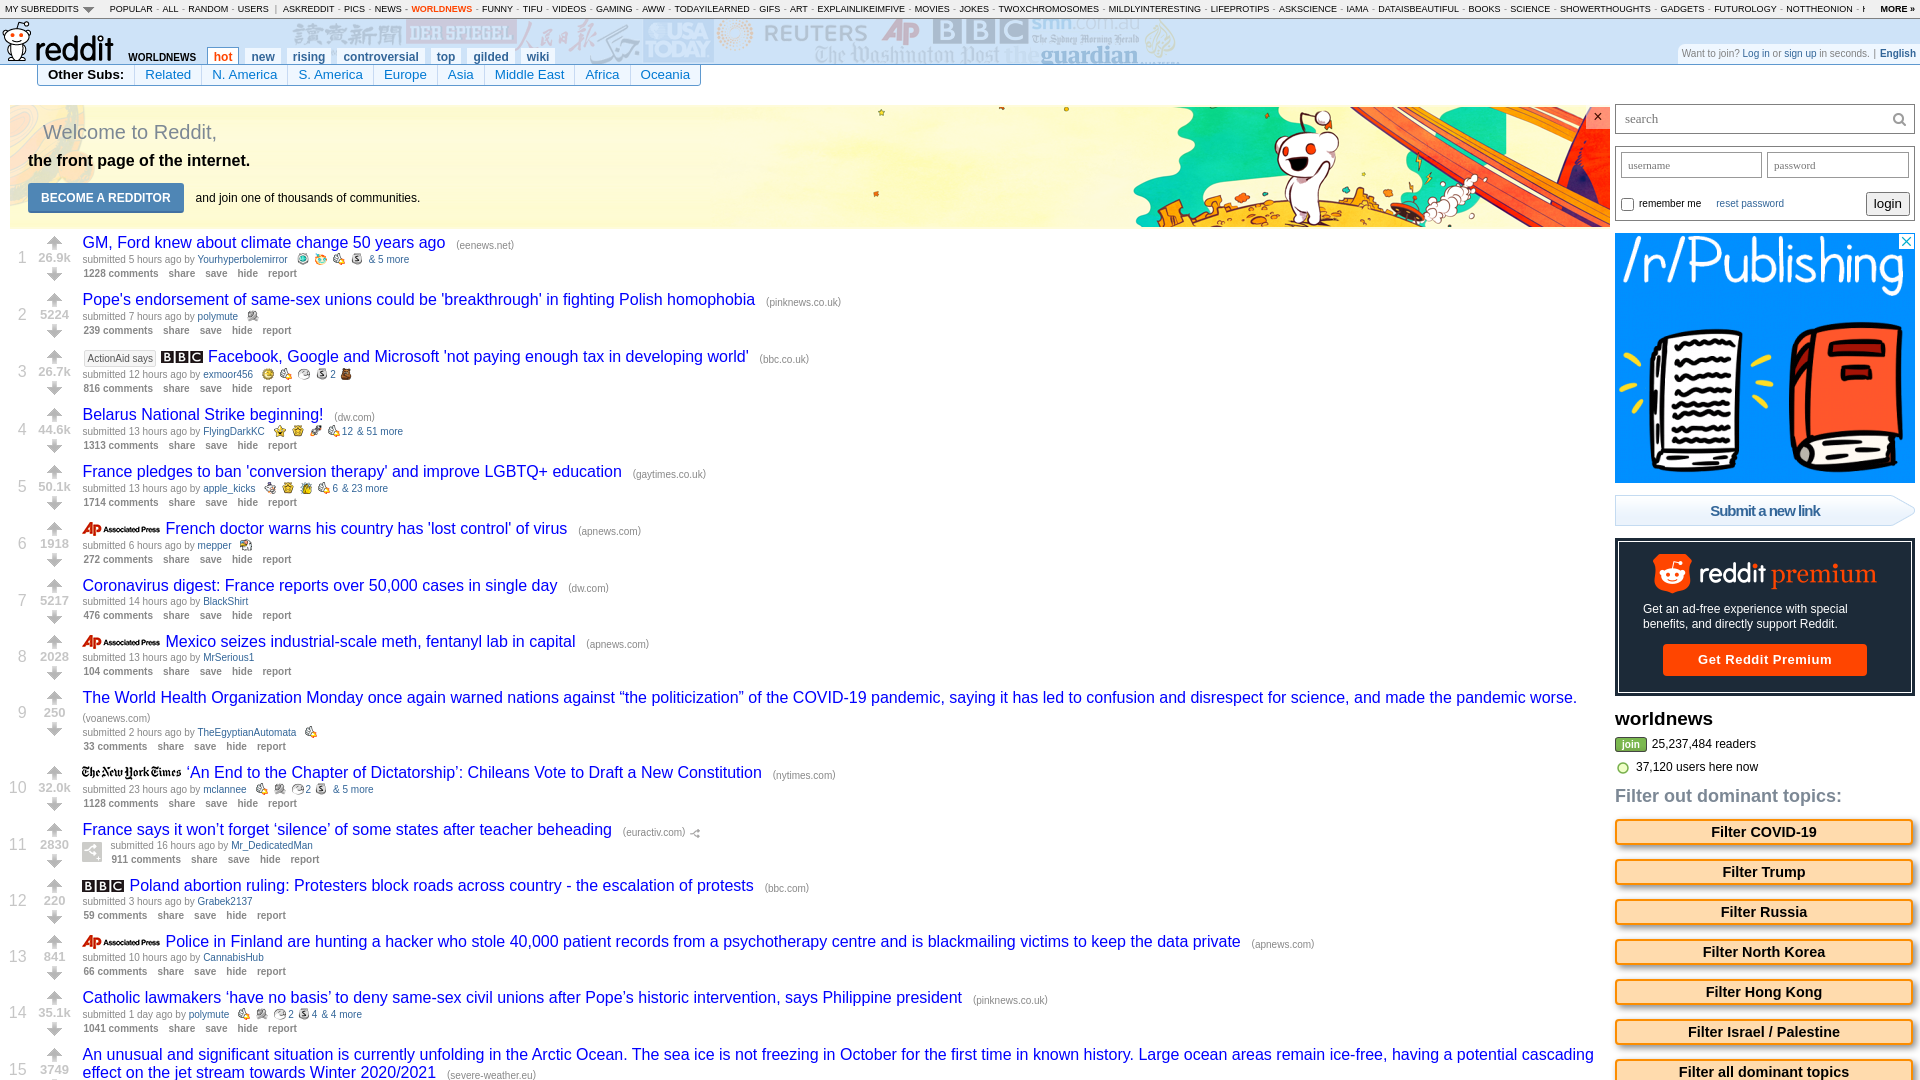 MY SUBREDDITS POPULAR - ALL - RANDOM - USERS | ASKREDDIT - PICS - NEWS - WORLDNEWS - FUNNY - TIFU - VIDEOS - GAMING - AWW - TODAYILEARNED - GIFS - ART - EXPLAINLIKEIMFIVE - MOVIES - JOKES - TWOXCHROMOSOMES - MILDLYINTERESTING - LIFEPROTIPS - ASKSCIENCE - IAMA - DATAISBEAUTIFUL - BOOKS - SCIENCE - SHOWERTHOUGHTS - GADGETS - FUTUROLOGY - NOTTHEONION - MORE »
DER SPIEGEL USA TODAY REUTERS AP BBC smh.com.au The Sydney Morning Herald
The Washington Post the guardian
reddit WORLDNEWS hot new rising controversial top gilded wiki
Want to join? Log in or sign up in seconds. | English
Other Subs: Related N. America S. America Europe Asia Middle East Africa Oceania
Welcome to Reddit,
the front page of the internet.
BECOME A REDDITOR and join one of thousands of communities.
×
1 26.9k GM, Ford knew about climate change 50 years ago (eenews.net)
submitted 5 hours ago by Yourhyperbolemirror & 5 more
1228 comments share save hide report
2 5224 Pope's endorsement of same-sex unions could be 'breakthrough' in fighting Polish homophobia (pinknews.co.uk)
submitted 7 hours ago by polymute
239 comments share save hide report
3 26.7k ActionAid says BBC Facebook, Google and Microsoft 'not paying enough tax in developing world' (bbc.co.uk)
submitted 12 hours ago by exmoor456 2
816 comments share save hide report
4 44.6k Belarus National Strike beginning! (dw.com)
submitted 13 hours ago by FlyingDarkKC 12 & 51 more
1313 comments share save hide report
5 50.1k France pledges to ban 'conversion therapy' and improve LGBTQ+ education (gaytimes.co.uk)
submitted 13 hours ago by apple_kicks 6 & 23 more
1714 comments share save hide report
6 1918 AP Associated Press French doctor warns his country has 'lost control' of virus (apnews.com)
submitted 6 hours ago by mepper
272 comments share save hide report
7 5217 Coronavirus digest: France reports over 50,000 cases in single day (dw.com)
submitted 14 hours ago by BlackShirt
476 comments share save hide report
8 2028 AP Associated Press Mexico seizes industrial-scale meth, fentanyl lab in capital (apnews.com)
submitted 13 hours ago by MrSerious1
104 comments share save hide report
9 250 The World Health Organization Monday once again warned nations against “the politicization” of the COVID-19 pandemic, saying it has led to confusion and disrespect for science, and made the pandemic worse.
(voanews.com)
submitted 2 hours ago by TheEgyptianAutomata
33 comments share save hide report
10 32.0k The New York Times ‘An End to the Chapter of Dictatorship’: Chileans Vote to Draft a New Constitution (nytimes.com)
submitted 23 hours ago by mclannee 2 & 5 more
1128 comments share save hide report
11 2830 France says it won’t forget ‘silence’ of some states after teacher beheading (euractiv.com)
submitted 16 hours ago by Mr_DedicatedMan
911 comments share save hide report
12 220 BBC Poland abortion ruling: Protesters block roads across country - the escalation of protests (bbc.com)
submitted 3 hours ago by Grabek2137
59 comments share save hide report
13 841 AP Associated Press Police in Finland are hunting a hacker who stole 40,000 patient records from a psychotherapy centre and is blackmailing victims to keep the data private (apnews.com)
submitted 10 hours ago by CannabisHub
66 comments share save hide report
14 35.1k Catholic lawmakers ‘have no basis’ to deny same-sex civil unions after Pope’s historic intervention, says Philippine president (pinknews.co.uk)
submitted 1 day ago by polymute 2 4 & 4 more
1041 comments share save hide report
15 3749 An unusual and significant situation is currently unfolding in the Arctic Ocean. The sea ice is not freezing in October for the first time in known history. Large ocean areas remain ice-free, having a potential cascading
effect on the jet stream towards Winter 2020/2021 (severe-weather.eu)
search
username password
remember me reset password login
/r/Publishing
Submit a new link
reddit premium
Get an ad-free experience with special
benefits, and directly support Reddit.
Get Reddit Premium
worldnews
join 25,237,484 readers
37,120 users here now
Filter out dominant topics:
Filter COVID-19
Filter Trump
Filter Russia
Filter North Korea
Filter Hong Kong
Filter Israel / Palestine
Filter all dominant topics